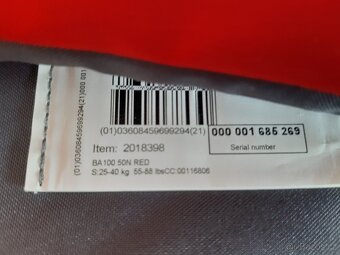 (01)03608459699294(21)
000 001 685 269
Serial number
Item: 2018398
BA100 50N RED
S:25-40 kg 55-88 lbsCC:00116806